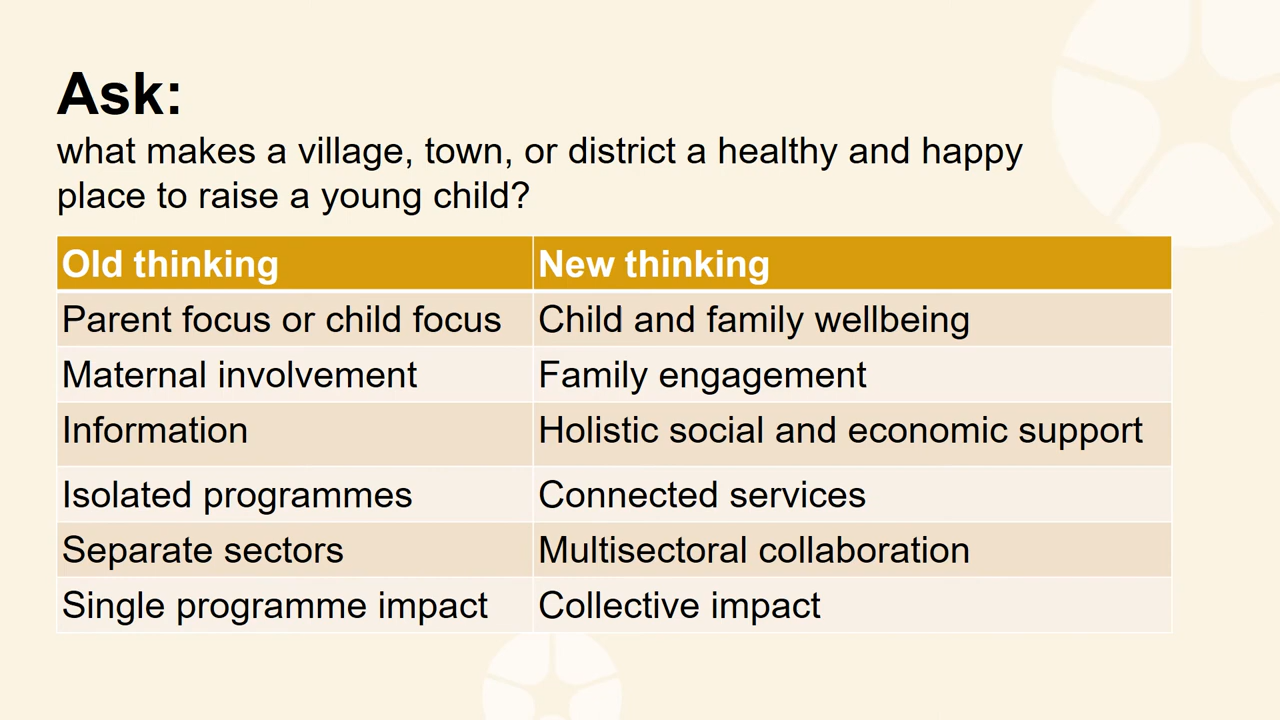 Ask:
what makes a village, town, or district a healthy and happy
place to raise a young child?
Old thinking New thinking
Parent focus or child focus Child and family wellbeing
Maternal involvement Family engagement
Information Holistic social and economic support
Isolated programmes Connected services
Separate sectors Multisectoral collaboration
Single programme impact Collective impact